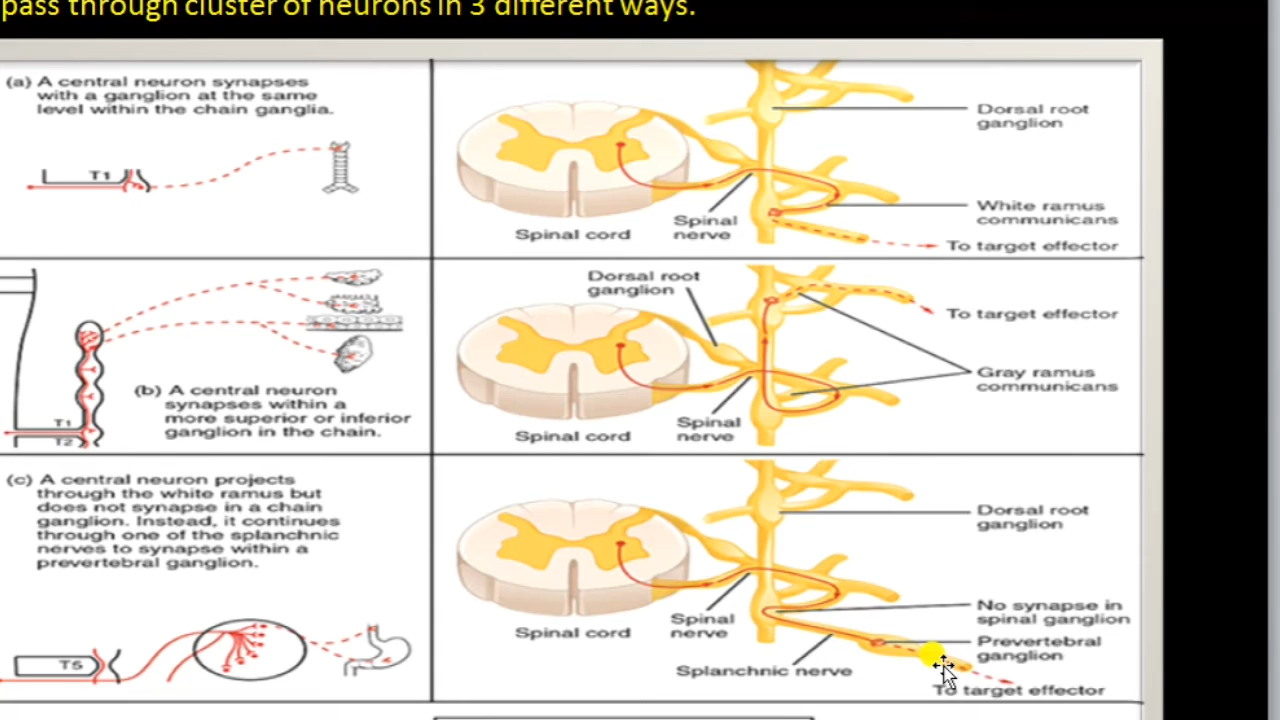 pass through cluster of neurons in 3 different ways.
(a) A central neuron synapses
with a ganglion at the same
level within the chain ganglia.
T1
Dorsal root
ganglion
White ramus
communicans
Spinal
nerve
Spinal cord
To target effector
(b) A central neuron
synapses within a
more superior or inferior
ganglion in the chain.
T1
T2
Dorsal root
ganglion
To target effector
Gray ramus
communicans
Spinal
nerve
Spinal cord
(c) A central neuron projects
through the white ramus but
does not synapse in a chain
ganglion. Instead, it continues
through one of the splanchnic
nerves to synapse within a
prevertebral ganglion.
T5
Dorsal root
ganglion
No synapse in
spinal ganglion
Spinal
nerve
Spinal cord
Prevertebral
ganglion
Splanchnic nerve
To target effector